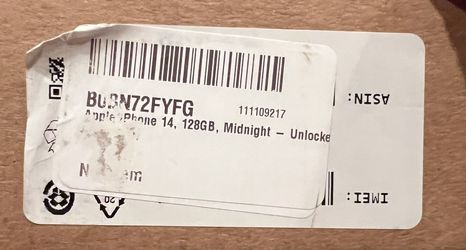 B0BN72FYFG
111109217
Apple iPhone 14, 128GB, Midnight – Unlocke
ASIN:
IMEI: